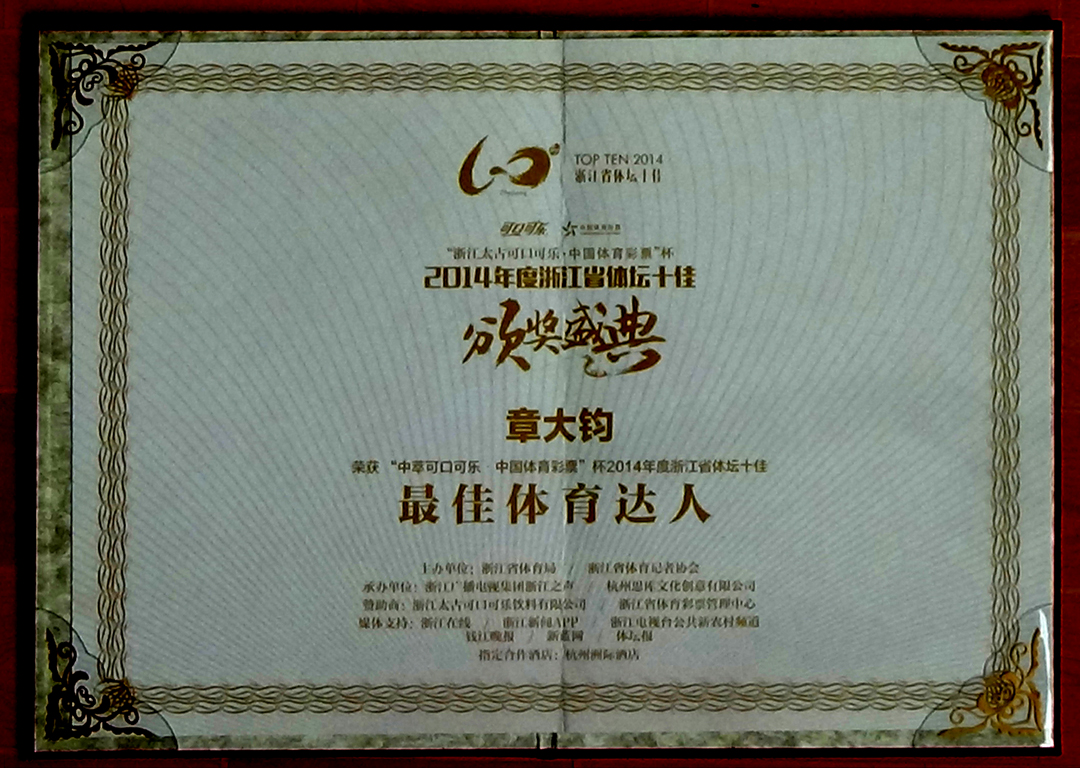 TOP TEN 2014
浙江省体坛十佳
可口可乐 中国体育彩票
“浙江太古可口可乐·中国体育彩票”杯
2014年度浙江省体坛十佳
颁奖盛典
章大钧
荣获“中萃可口可乐 中国体育彩票”杯2014年度浙江省体坛十佳
最佳体育达人
主办单位：浙江省体育局 / 浙江省体育记者协会
承办单位：浙江广播电视集团浙江之声 / 杭州思库文化创意有限公司
赞助商：浙江太古可口可乐饮料有限公司 / 浙江省体育彩票管理中心
媒体支持：浙江在线 / 浙江新闻APP / 浙江电视台公共新农村频道
钱江晚报 / 新蓝网 / 体坛报
指定合作酒店：杭州洲际酒店